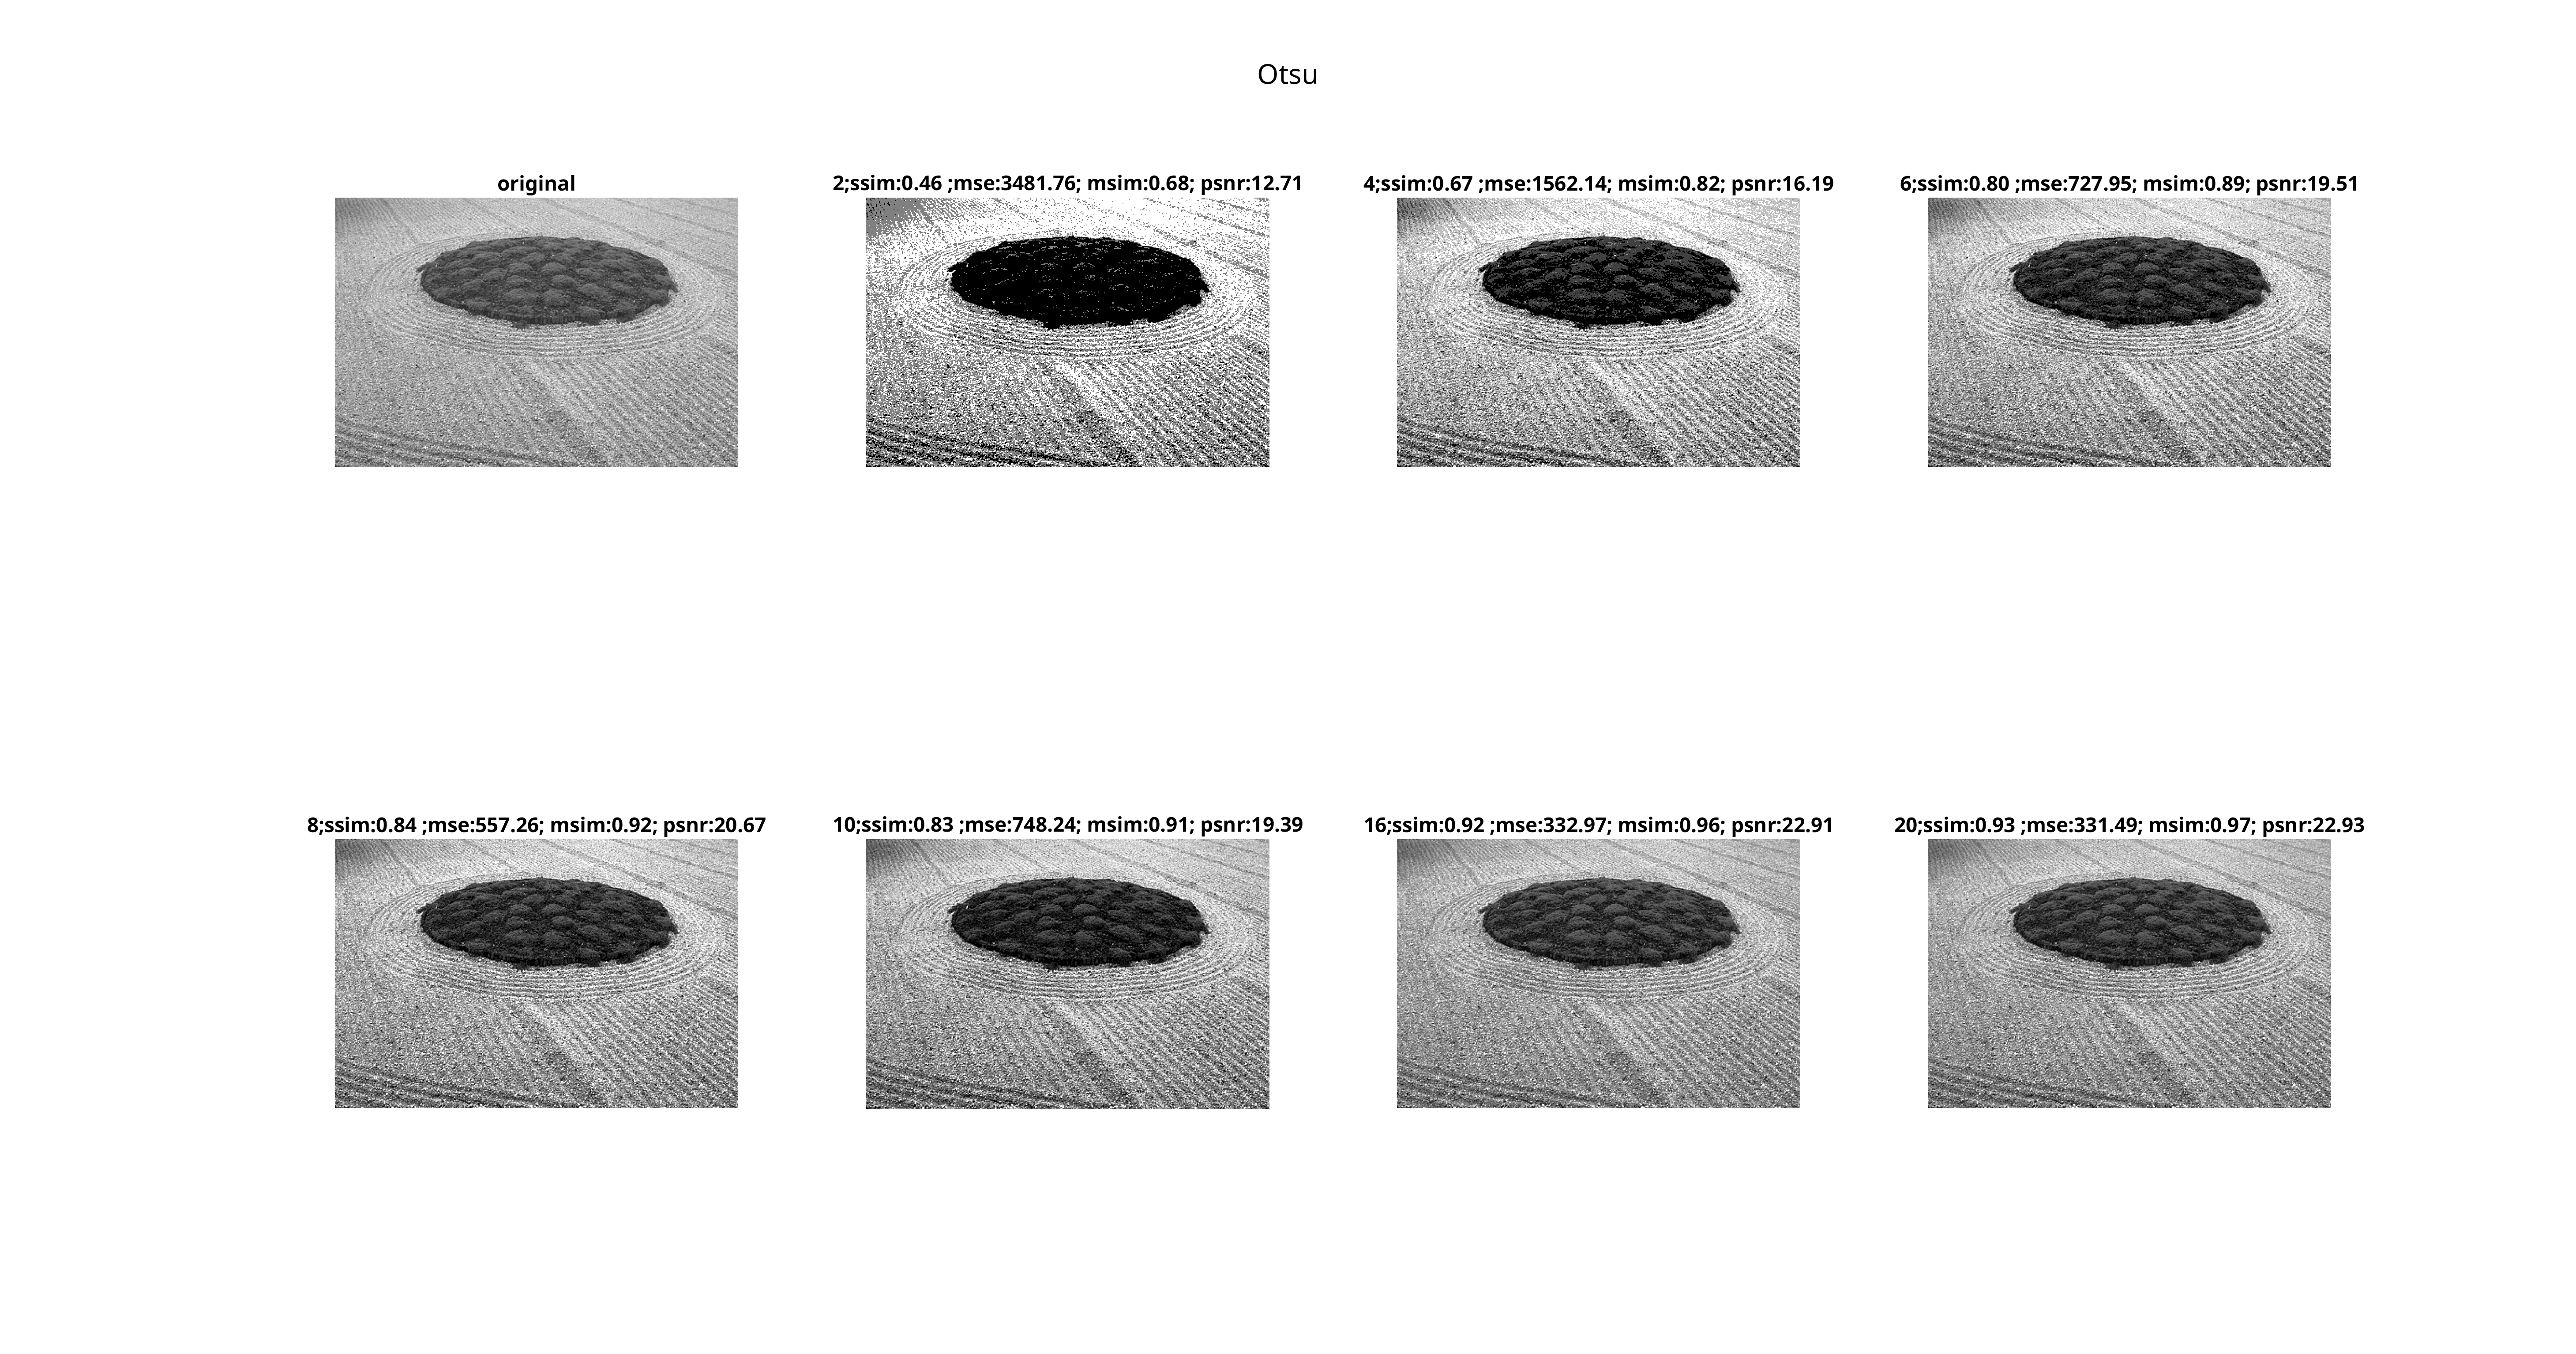 Otsu
original
2;ssim:0.46 ;mse:3481.76; msim:0.68; psnr:12.71
4;ssim:0.67 ;mse:1562.14; msim:0.82; psnr:16.19
6;ssim:0.80 ;mse:727.95; msim:0.89; psnr:19.51
8;ssim:0.84 ;mse:557.26; msim:0.92; psnr:20.67
10;ssim:0.83 ;mse:748.24; msim:0.91; psnr:19.39
16;ssim:0.92 ;mse:332.97; msim:0.96; psnr:22.91
20;ssim:0.93 ;mse:331.49; msim:0.97; psnr:22.93